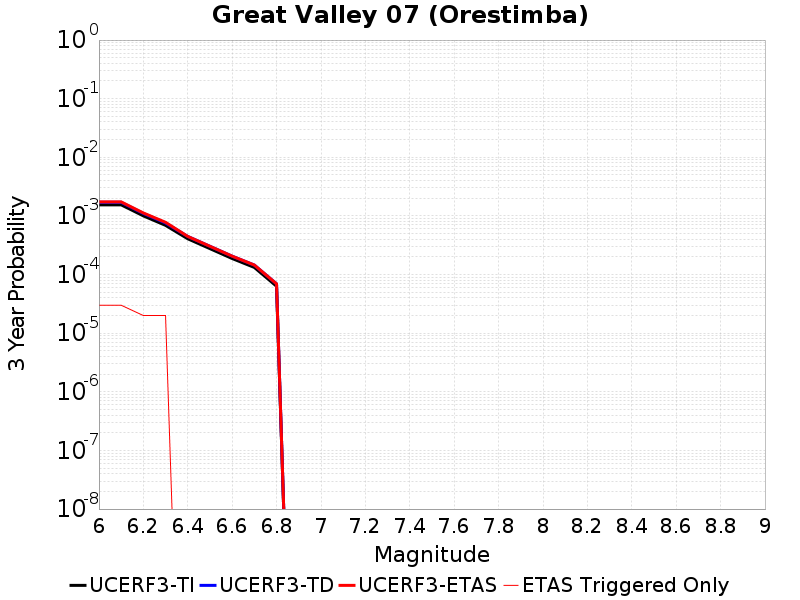 Great Valley 07 (Orestimba)
3 Year Probability
10^0
10^-1
10^-2
10^-3
10^-4
10^-5
10^-6
10^-7
10^-8
6 6.2 6.4 6.6 6.8 7 7.2 7.4 7.6 7.8 8 8.2 8.4 8.6 8.8 9
Magnitude
UCERF3-TI UCERF3-TD UCERF3-ETAS ETAS Triggered Only